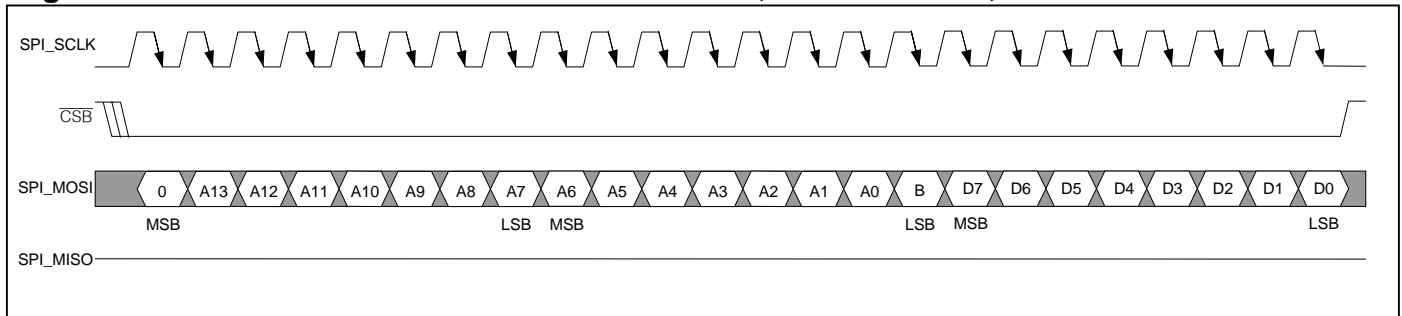 SPI_SCLK
CSB
SPI_MOSI 0 A13 A12 A11 A10 A9 A8 A7 A6 A5 A4 A3 A2 A1 A0 B D7 D6 D5 D4 D3 D2 D1 D0
MSB LSB MSB LSB MSB LSB
SPI_MISO